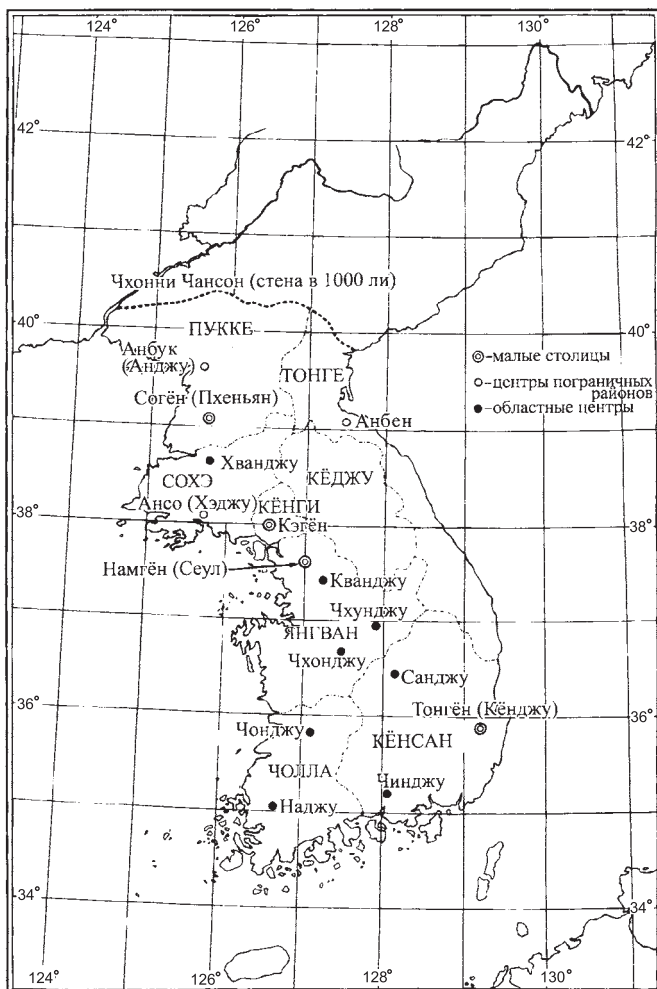 124° 126° 128° 130°
42° 42°
41° 41°
Чхонни Чансон (стена в 1000 ли)
40° 40°
ПУККЕ
Анбук
(Анджу)
ТОНГЕ
Согён (Пхеньян)
Анбен
-малые столицы
-центры пограничных
районов
-областные центры
Хванджу
СОХЭ
КЁДЖУ
Ансо (Хэджу)
КЁНГИ
38° 38°
Кэгён
Намгён (Сеул)
Кванджу
Чхунджу
ЯНГВАН
Чхонджу
Санджу
36° 36°
Тонгён (Кёнджу)
Чонджу
КЁНСАН
ЧОЛЛА
Чинджу
Наджу
34° 34°
124° 126° 128° 130°